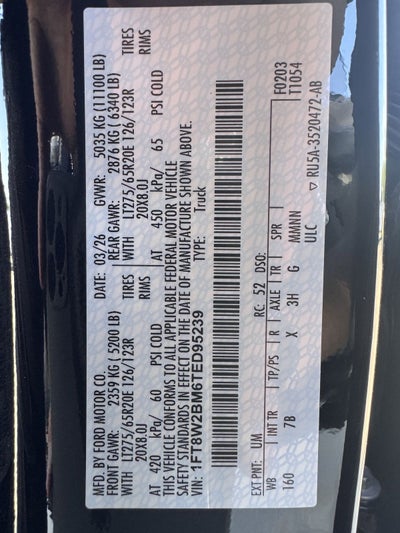 MFD. BY FORD MOTOR CO. DATE: 03/26 GVWR: 5035 KG (11100 LB)
FRONT GAWR: 2359 KG (5200 LB) REAR GAWR: 2876 KG (6340 LB)
WITH LT275/65R20E 126/123R TIRES WITH LT275/65R20E 126/123R TIRES
20X8.0J RIMS 20X8.0J RIMS
AT 420 kPa/ 60 PSI COLD AT 450 kPa/ 65 PSI COLD
THIS VEHICLE CONFORMS TO ALL APPLICABLE FEDERAL MOTOR VEHICLE
SAFETY STANDARDS IN EFFECT ON THE DATE OF MANUFACTURE SHOWN ABOVE.
VIN: 1FT8W2BM6TED95239 TYPE: Truck
F0203
T1054
EXT PNT: UM RC: 52 DSO:
WB INT TR TP/PS R AXLE TR SPR
160 7B X 3H G MMMNN
ULC ▽ RU5A-3520472-AB